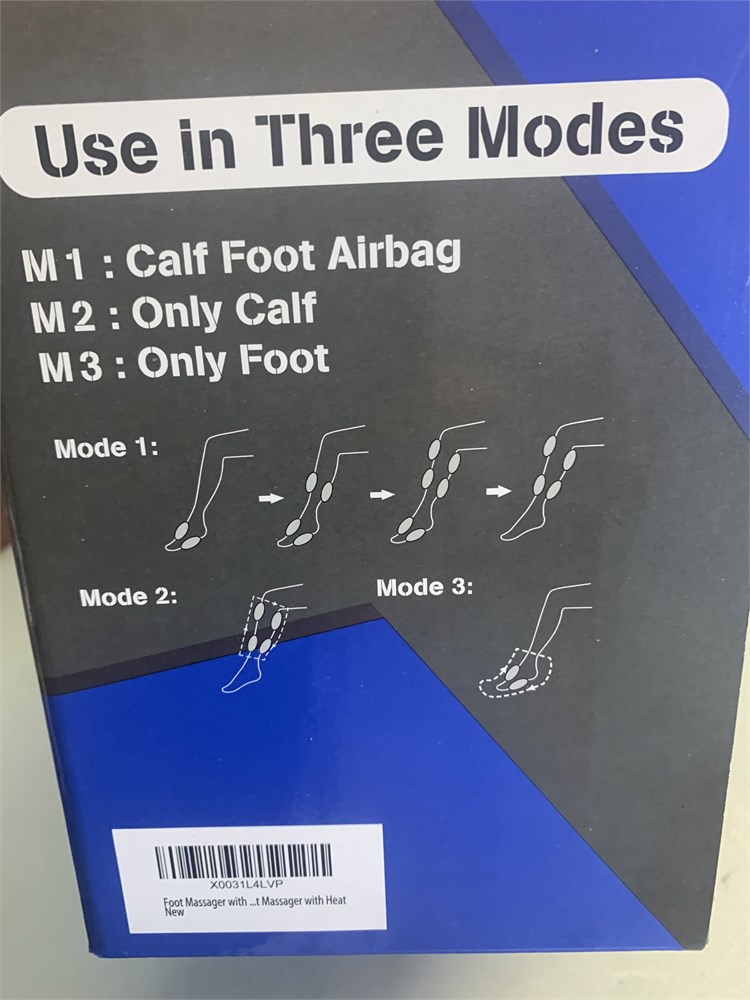 Use in Three Modes
M1 : Calf Foot Airbag
M2 : Only Calf
M3 : Only Foot
Mode 1:
Mode 2:
Mode 3:
X0031L4LVP
Foot Massager with ...t Massager with Heat
New